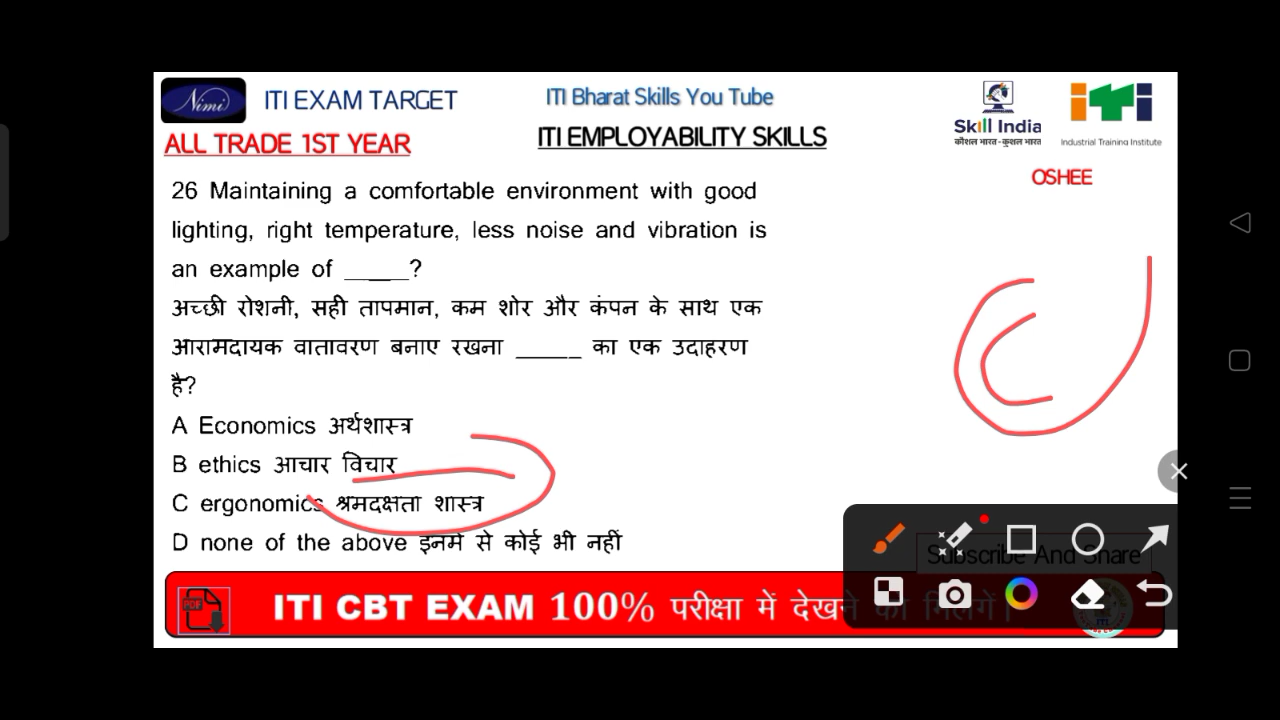 Nimi
ITI EXAM TARGET
ITI Bharat Skills You Tube
Skill India
कौशल भारत-कुशल भारत
iTi
Industrial Training Institute
ALL TRADE 1ST YEAR
ITI EMPLOYABILITY SKILLS
OSHEE
26 Maintaining a comfortable environment with good
lighting, right temperature, less noise and vibration is
an example of _____?
अच्छी रोशनी, सही तापमान, कम शोर और कंपन के साथ एक
आरामदायक वातावरण बनाए रखना _____ का एक उदाहरण
है?
A Economics अर्थशास्त्र
B ethics आचार विचार
C ergonomics श्रमदक्षता शास्त्र
D none of the above इनमें से कोई भी नहीं
Subscribe And Share
PDF
ITI CBT EXAM 100% परीक्षा में देखने को मिलेगें।
ITI